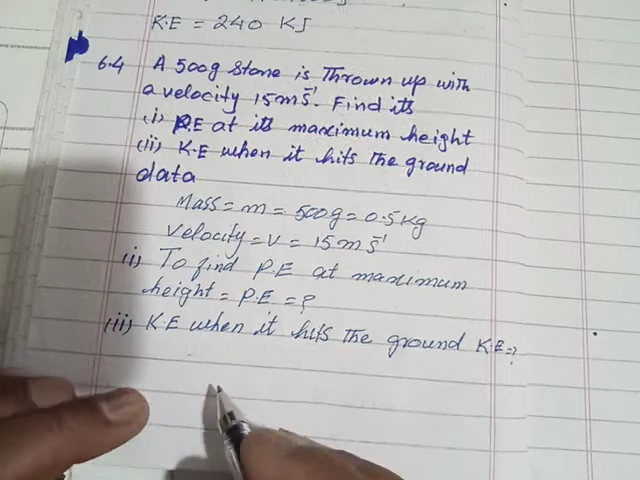 K.E = 240 KJ
6.4 A 500g stone is Thrown up with
a velocity 15ms⁻¹. Find its
(i) P.E at its maximum height
(ii) K.E when it hits the ground
data
Mass = m = 500g = 0.5kg
Velocity = V = 15ms⁻¹
(i) To find P.E at maximum
height = P.E = ?
(ii) K.E when it hits the ground K.E=?